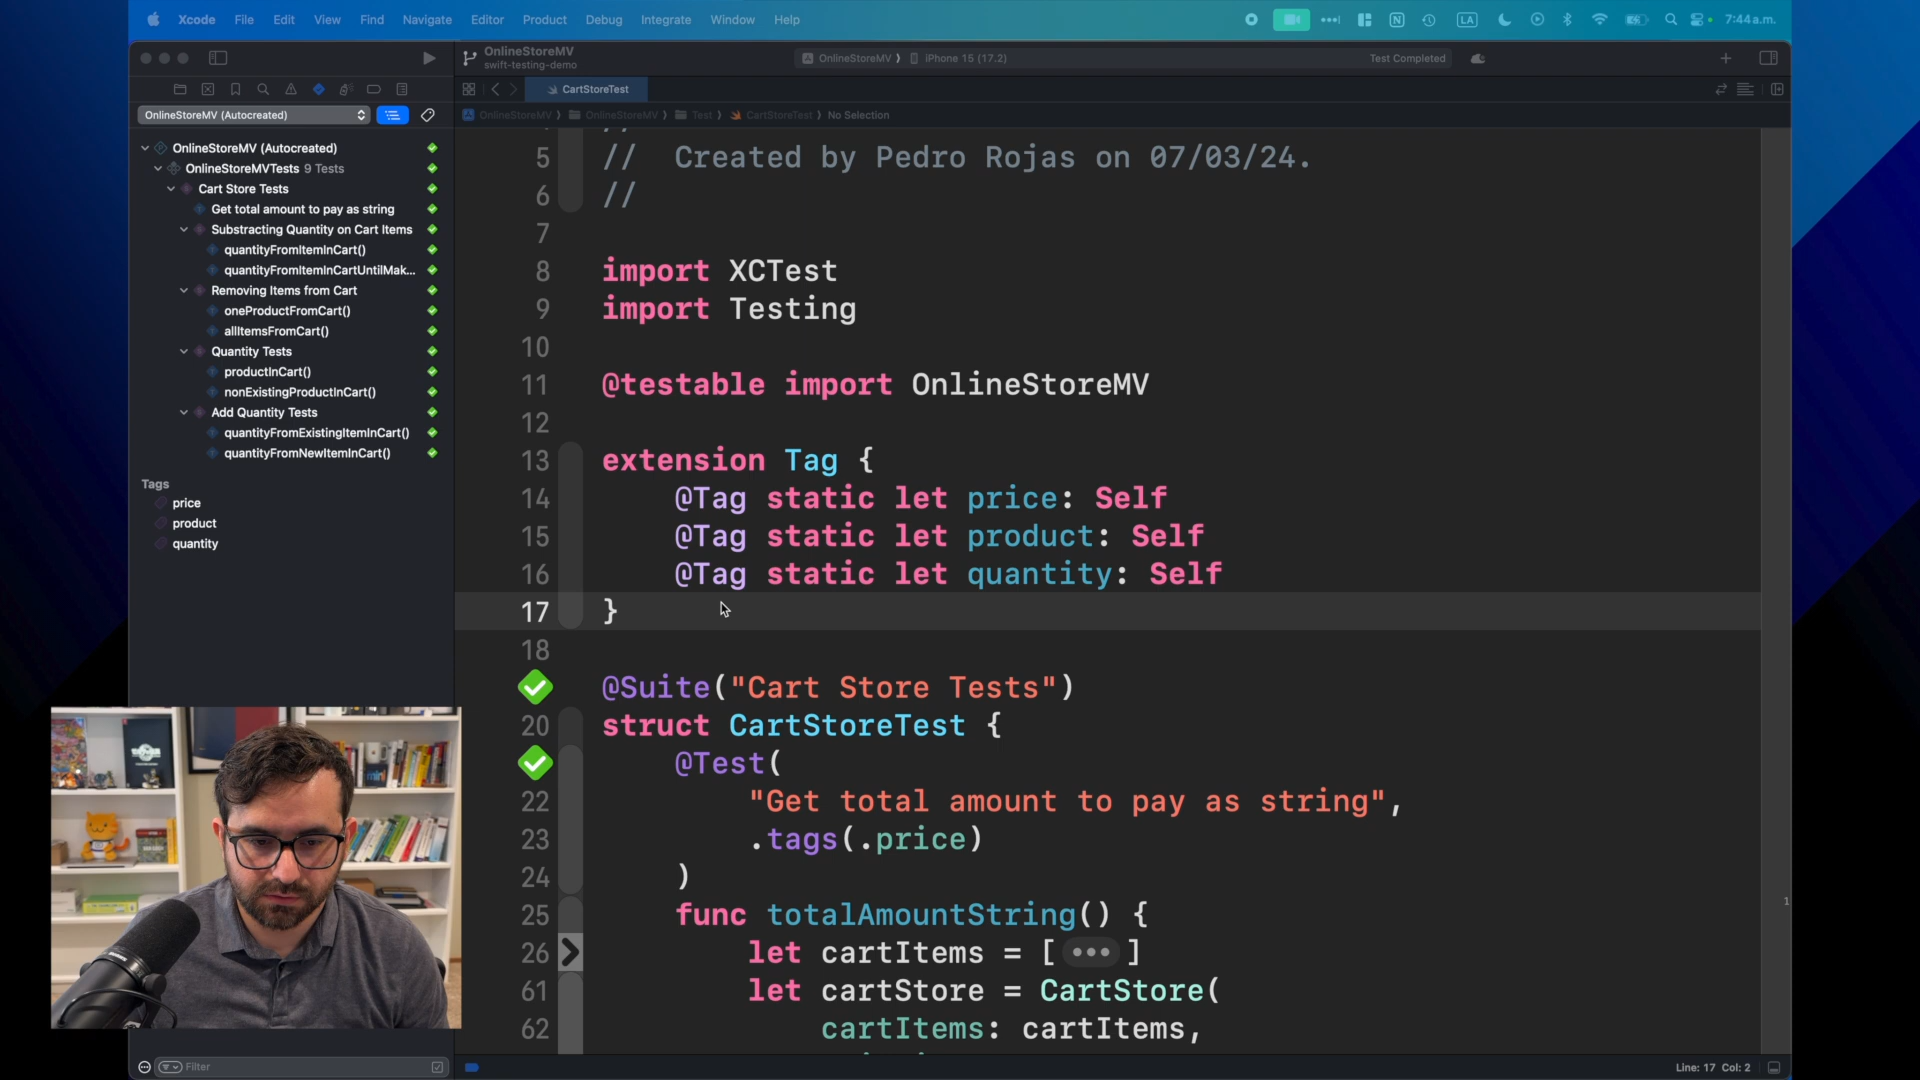 Xcode File Edit View Find Navigate Editor Product Debug Integrate Window Help
LA 7:44 a.m.
OnlineStoreMV
swift-testing-demo
OnlineStoreMV iPhone 15 (17.2) Test Completed
CartStoreTest
OnlineStoreMV (Autocreated)
OnlineStoreMV OnlineStoreMV Test CartStoreTest No Selection
OnlineStoreMV (Autocreated)
OnlineStoreMVTests 9 Tests
Cart Store Tests
Get total amount to pay as string
Substracting Quantity on Cart Items
quantityFromItemInCart()
quantityFromItemInCartUntilMak...
Removing Items from Cart
oneProductFromCart()
allItemsFromCart()
Quantity Tests
productInCart()
nonExistingProductInCart()
Add Quantity Tests
quantityFromExistingItemInCart()
quantityFromNewItemInCart()
Tags
price
product
quantity
Filter
5 // Created by Pedro Rojas on 07/03/24.
6 //
7
8 import XCTest
9 import Testing
10
11 @testable import OnlineStoreMV
12
13 extension Tag {
14 @Tag static let price: Self
15 @Tag static let product: Self
16 @Tag static let quantity: Self
17 }
18
@Suite("Cart Store Tests")
20 struct CartStoreTest {
@Test(
22 "Get total amount to pay as string",
23 .tags(.price)
24 )
25 func totalAmountString() {
26 let cartItems = [ ••• ]
61 let cartStore = CartStore(
62 cartItems: cartItems,
1
Line: 17 Col: 2